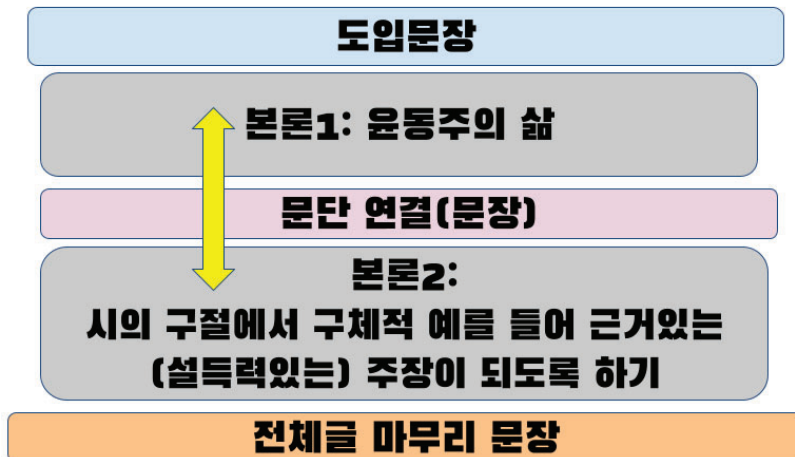 도입문장
본론1: 윤동주의 삶
문단 연결(문장)
본론2:
시의 구절에서 구체적 예를 들어 근거있는
(설득력있는) 주장이 되도록 하기
전체글 마무리 문장